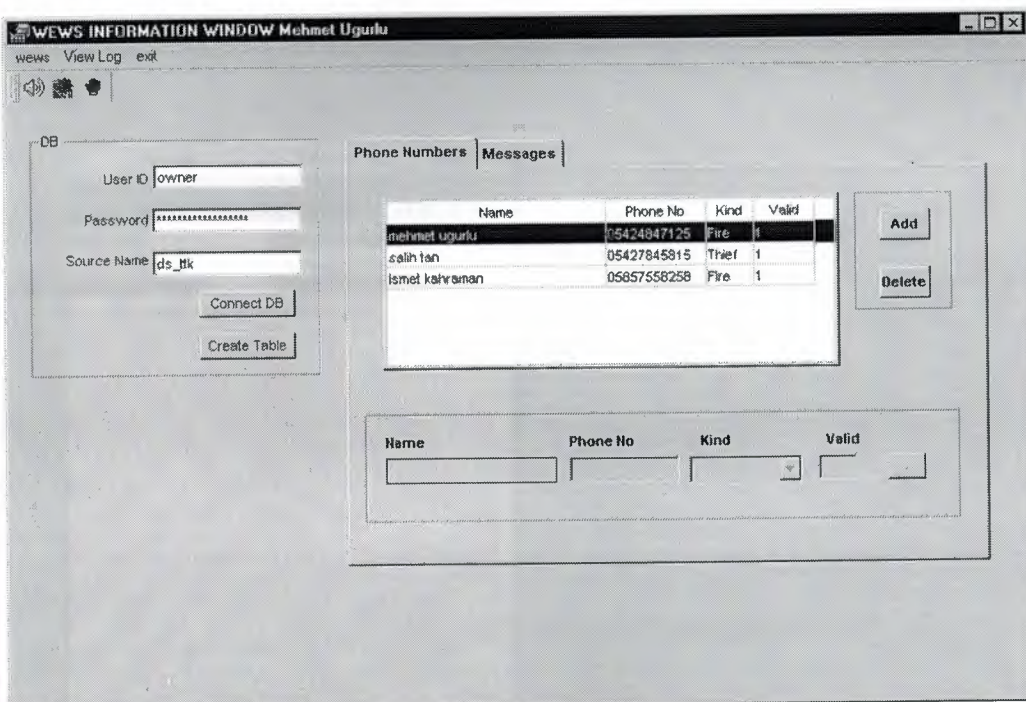 WEWS INFORMATION WINDOW Mehmet Ugurlu
wews View Log exit
DB
User ID owner
Password ******************
Source Name
Connect DB
Create Table
Phone Numbers Messages
Name Phone No Kind Valid
mehmet ugurlu 05424847125 Fire 1
salih tan 05427845815 Thief 1
ismet kahraman 05857558258 Fire 1
Add
Delete
Name Phone No Kind Valid